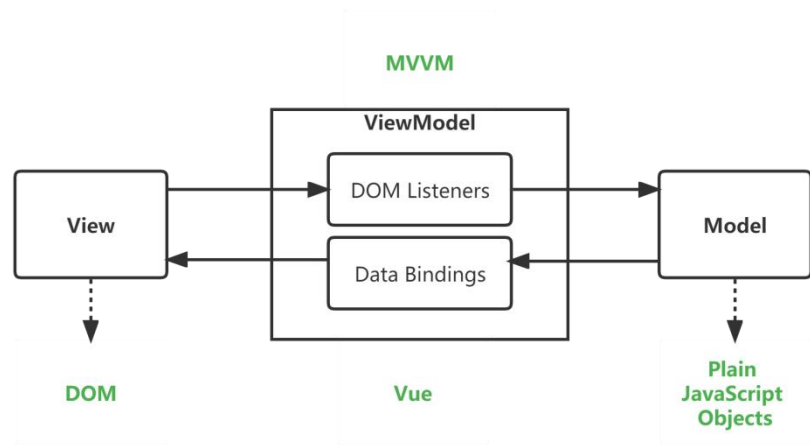 MVVM
ViewModel
DOM Listeners
View
Model
Data Bindings
DOM
Vue
Plain
JavaScript
Objects